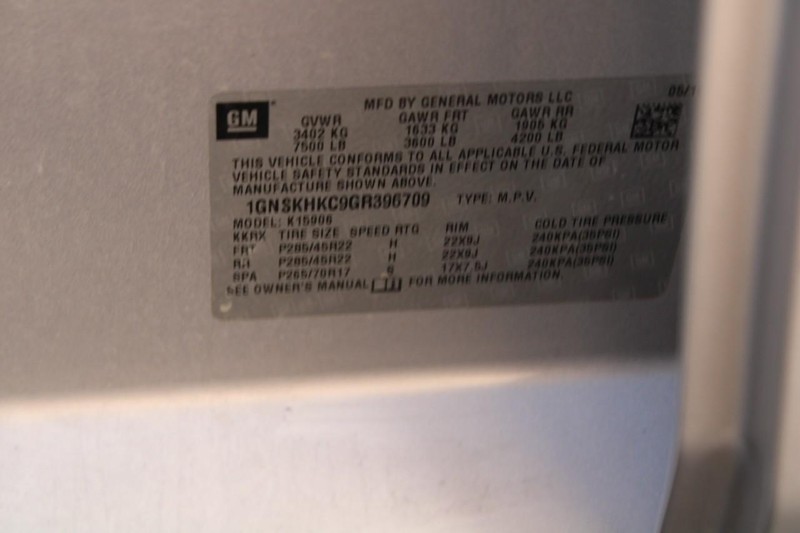 GM
MFD BY GENERAL MOTORS LLC 05/1
GVWR GAWR FRT GAWR RR
3402 KG 1633 KG 1905 KG
7500 LB 3600 LB 4200 LB
THIS VEHICLE CONFORMS TO ALL APPLICABLE U.S. FEDERAL MOTOR
VEHICLE SAFETY STANDARDS IN EFFECT ON THE DATE OF
MANUFACTURE SHOWN ABOVE.
1GNSKHKC9GR396709 TYPE: M.P.V.
MODEL: K15906
KKRX TIRE SIZE SPEED RTG RIM COLD TIRE PRESSURE
FRT P285/45R22 H 22X9J 240KPA(35PSI)
RR P285/45R22 H 22X9J 240KPA(35PSI)
SPA P265/70R17 S 17X7.5J 240KPA(35PSI)
SEE OWNER'S MANUAL FOR MORE INFORMATION.